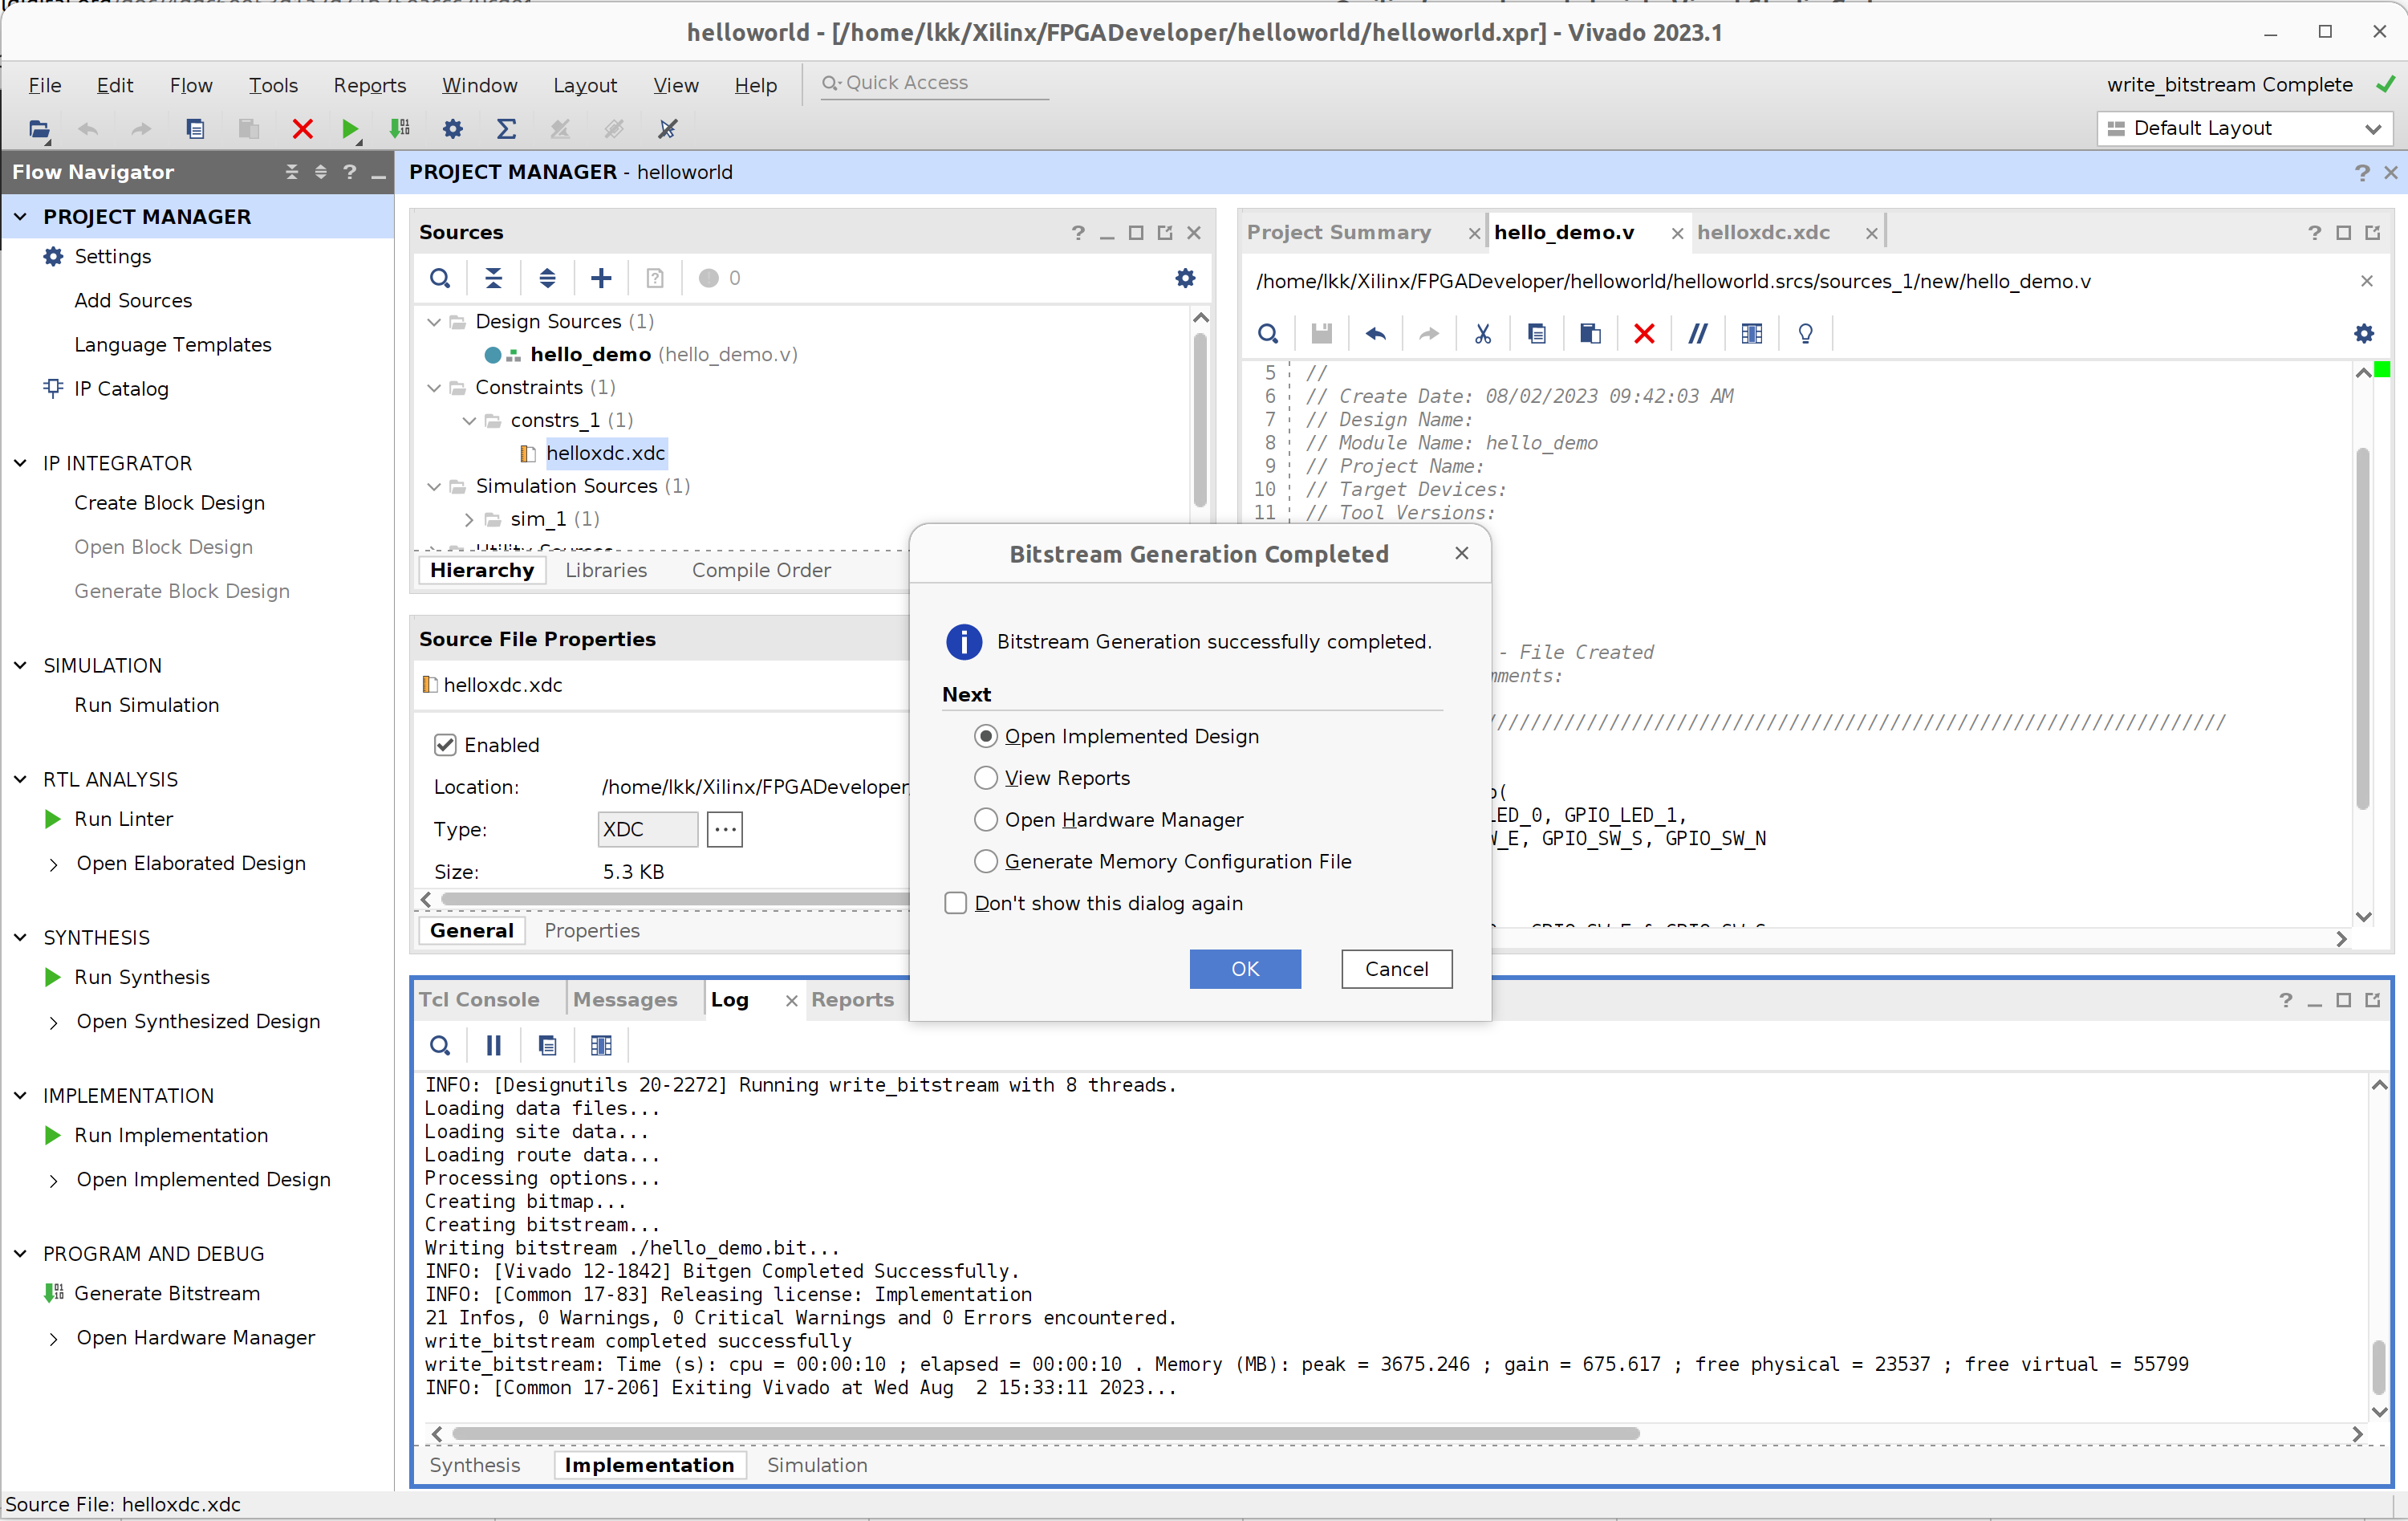 helloworld - [/home/lkk/Xilinx/FPGADeveloper/helloworld/helloworld.xpr] - Vivado 2023.1
File Edit Flow Tools Reports Window Layout View Help Quick Access
write_bitstream Complete
Default Layout
Flow Navigator
PROJECT MANAGER
Settings
Add Sources
Language Templates
IP Catalog
IP INTEGRATOR
Create Block Design
Open Block Design
Generate Block Design
SIMULATION
Run Simulation
RTL ANALYSIS
Run Linter
Open Elaborated Design
SYNTHESIS
Run Synthesis
Open Synthesized Design
IMPLEMENTATION
Run Implementation
Open Implemented Design
PROGRAM AND DEBUG
Generate Bitstream
Open Hardware Manager
PROJECT MANAGER - helloworld
Sources
0
Design Sources (1)
hello_demo (hello_demo.v)
Constraints (1)
constrs_1 (1)
helloxdc.xdc
Simulation Sources (1)
sim_1 (1)
Utility Sources
Hierarchy Libraries Compile Order
Source File Properties
helloxdc.xdc
Enabled
Location: /home/lkk/Xilinx/FPGADeveloper
Type: XDC ...
Size: 5.3 KB
General Properties
Project Summary hello_demo.v helloxdc.xdc
/home/lkk/Xilinx/FPGADeveloper/helloworld/helloworld.srcs/sources_1/new/hello_demo.v
5 //
6 // Create Date: 08/02/2023 09:42:03 AM
7 // Design Name:
8 // Module Name: hello_demo
9 // Project Name:
10 // Target Devices:
11 // Tool Versions:
- File Created
mments:
//////////////////////////////////////////////////////////////
o(
LED_0, GPIO_LED_1,
W_E, GPIO_SW_S, GPIO_SW_N
Bitstream Generation Completed
Bitstream Generation successfully completed.
Next
Open Implemented Design
View Reports
Open Hardware Manager
Generate Memory Configuration File
Don't show this dialog again
OK Cancel
Tcl Console Messages Log Reports
INFO: [Designutils 20-2272] Running write_bitstream with 8 threads.
Loading data files...
Loading site data...
Loading route data...
Processing options...
Creating bitmap...
Creating bitstream...
Writing bitstream ./hello_demo.bit...
INFO: [Vivado 12-1842] Bitgen Completed Successfully.
INFO: [Common 17-83] Releasing license: Implementation
21 Infos, 0 Warnings, 0 Critical Warnings and 0 Errors encountered.
write_bitstream completed successfully
write_bitstream: Time (s): cpu = 00:00:10 ; elapsed = 00:00:10 . Memory (MB): peak = 3675.246 ; gain = 675.617 ; free physical = 23537 ; free virtual = 55799
INFO: [Common 17-206] Exiting Vivado at Wed Aug  2 15:33:11 2023...
Synthesis Implementation Simulation
Source File: helloxdc.xdc